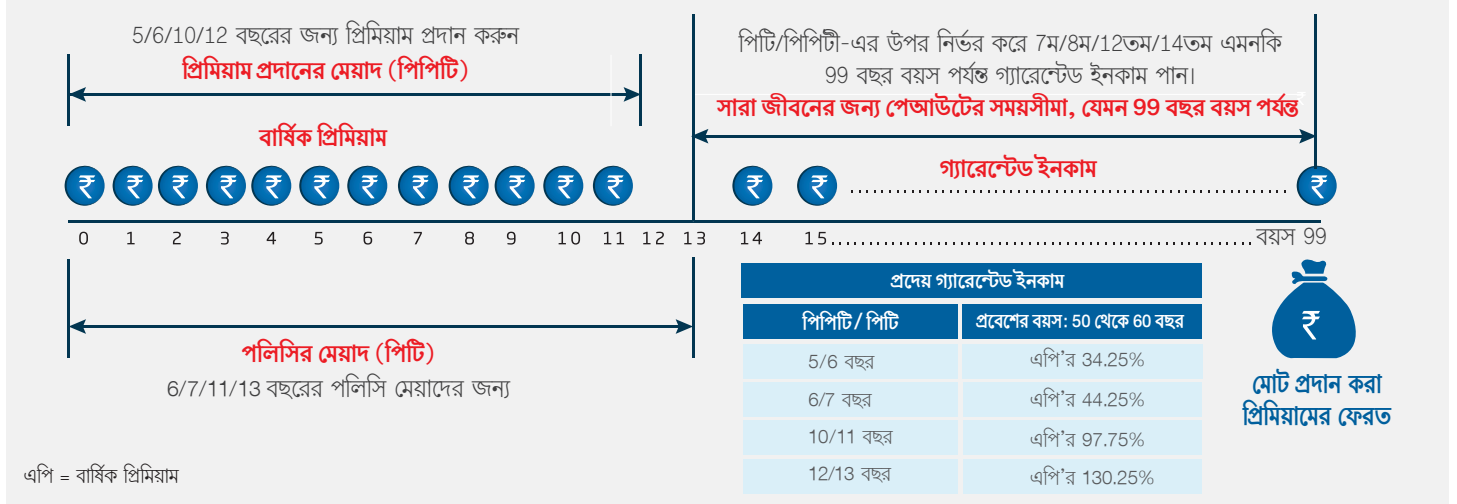 5/6/10/12 বছরের জন্য প্রিমিয়াম প্রদান করুন
প্রিমিয়াম প্রদানের মেয়াদ (পিপিটি)
বার্ষিক প্রিমিয়াম
পিটি/পিপিটী-এর উপর নির্ভর করে 7ম/8ম/12তম/14তম এমনকি
99 বছর বয়স পর্যন্ত গ্যারেন্টেড ইনকাম পান।
সারা জীবনের জন্য পেআউটের সময়সীমা, যেমন 99 বছর বয়স পর্যন্ত
গ্যারেন্টেড ইনকাম
₹ ₹ ₹ ₹ ₹ ₹ ₹ ₹ ₹ ₹ ₹ ₹ ₹ ₹ ₹
0 1 2 3 4 5 6 7 8 9 10 11 12 13 14 15 বয়স 99
পলিসির মেয়াদ (পিটি)
6/7/11/13 বছরের পলিসি মেয়াদের জন্য
প্রদেয় গ্যারেন্টেড ইনকাম
পিপিটি / পিটি প্রবেশের বয়স: 50 থেকে 60 বছর
5/6 বছর এপি'র 34.25%
6/7 বছর এপি'র 44.25%
10/11 বছর এপি'র 97.75%
12/13 বছর এপি'র 130.25%
₹
মোট প্রদান করা
প্রিমিয়ামের ফেরত
এপি = বার্ষিক প্রিমিয়াম